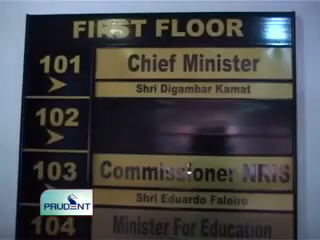 FIRST FLOOR
101 Chief Minister
Shri Digambar Kamat
102
103 Commissioner NRIS
Shri Eduardo Faleiro
104 Minister For Education
PRUDENT